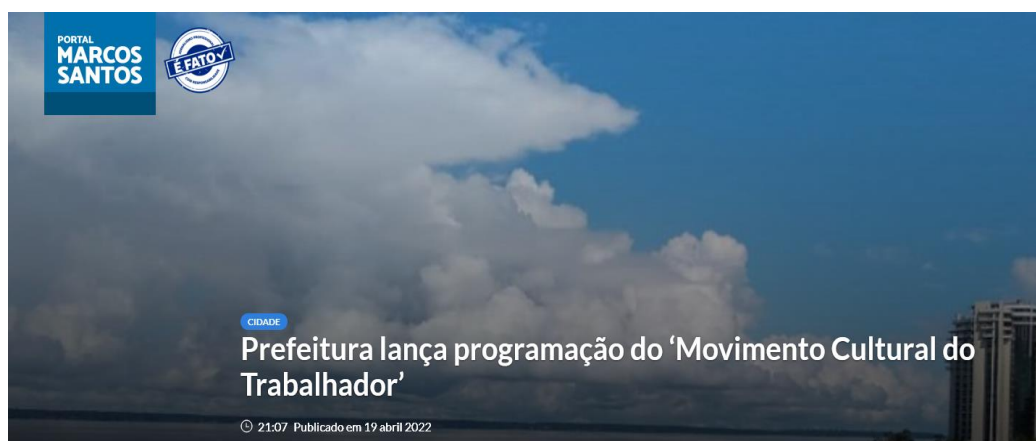 PORTAL
MARCOS
SANTOS
É FATO
CIDADE
Prefeitura lança programação do ‘Movimento Cultural do
Trabalhador’
21:07 Publicado em 19 abril 2022